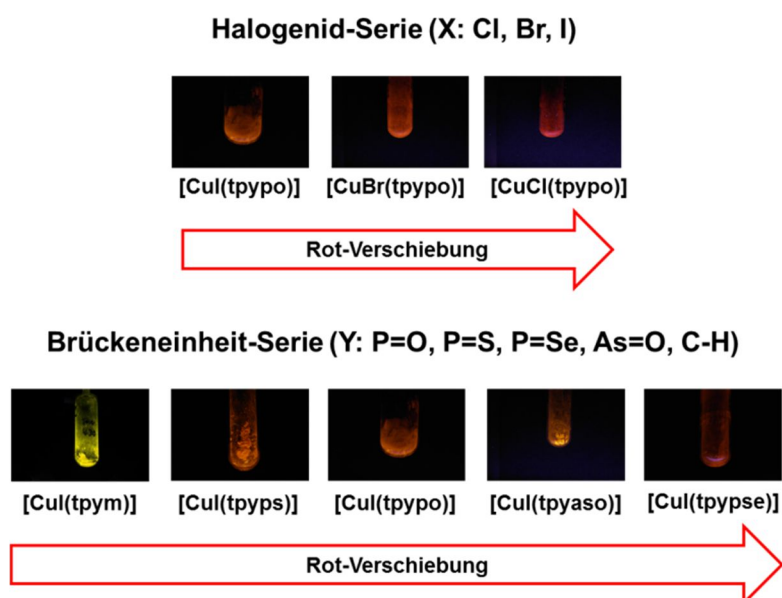 Halogenid-Serie (X: Cl, Br, I)
[CuI(tpypo)] [CuBr(tpypo)] [CuCl(tpypo)]
Rot-Verschiebung
Brückeneinheit-Serie (Y: P=O, P=S, P=Se, As=O, C-H)
[CuI(tpym)] [CuI(tpyps)] [CuI(tpypo)] [CuI(tpyaso)] [CuI(tpypse)]
Rot-Verschiebung